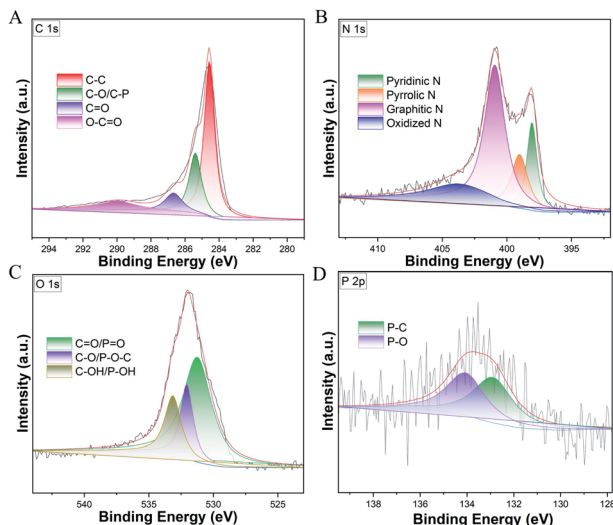 A
C 1s
C-C
C-O/C-P
C=O
O-C=O
Intensity (a.u.)
294 292 290 288 286 284 282 280
Binding Energy (eV)
B
N 1s
Pyridinic N
Pyrrolic N
Graphitic N
Oxidized N
Intensity (a.u.)
410 405 400 395
Binding Energy (eV)
C
O 1s
C=O/P=O
C-O/P-O-C
C-OH/P-OH
Intensity (a.u.)
540 535 530 525
Binding Energy (eV)
D
P 2p
P-C
P-O
Intensity (a.u.)
138 136 134 132 130 128
Binding Energy (eV)